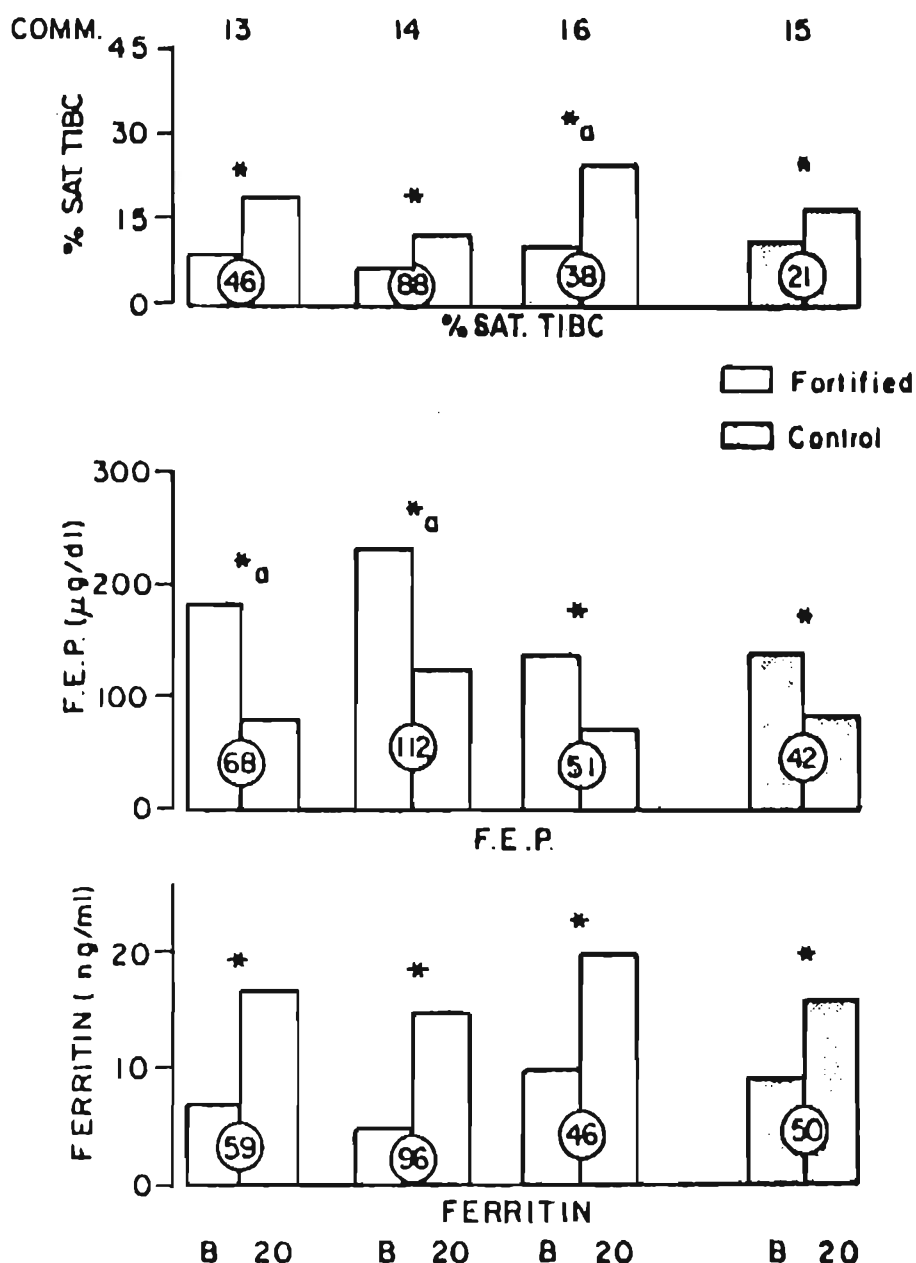 COMM. 13 14 16 15
45
30
15
0
% SAT TIBC
* * * a *
46 88 38 21
% SAT. TIBC
Fortified
Control
300
200
100
0
F.E.P. (µg/dl)
* a * a * *
68 112 51 42
F.E.P.
20
10
0
FERRITIN (ng/ml)
* * * *
59 96 46 50
FERRITIN
B 20 B 20 B 20 B 20